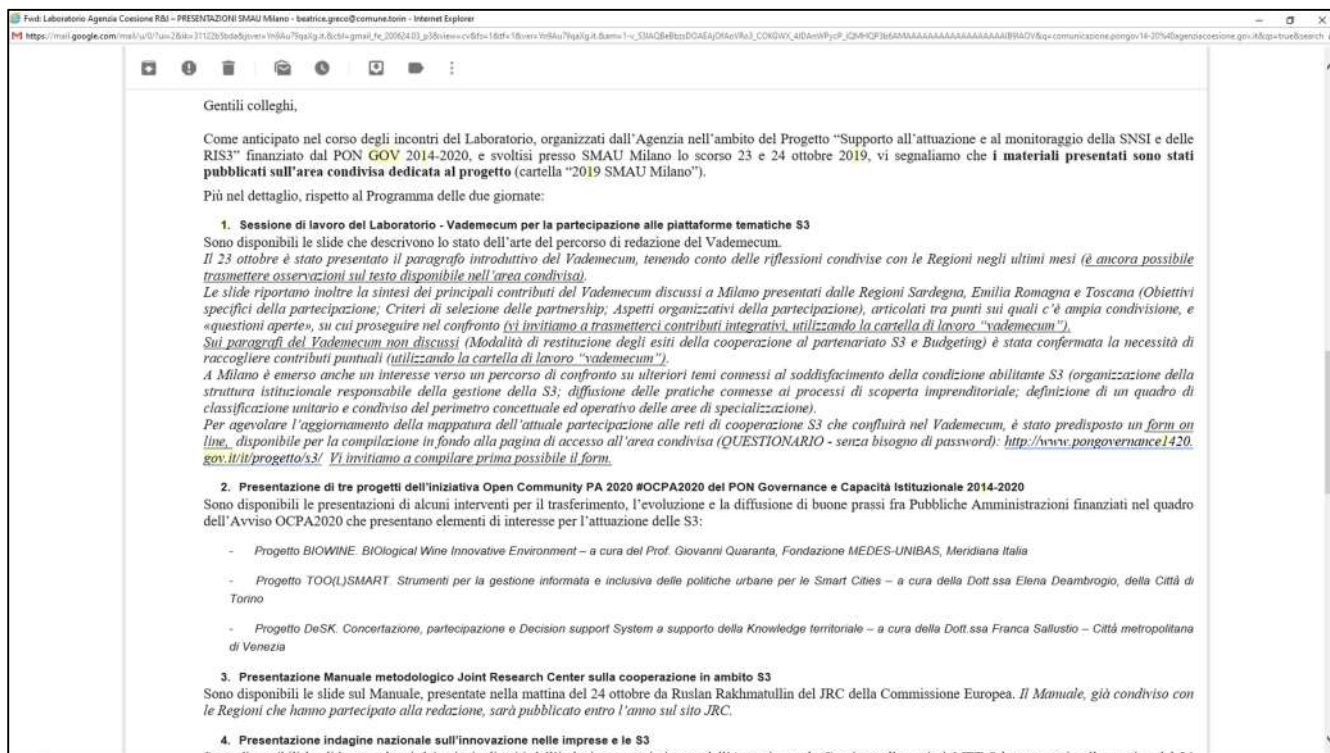 Fwd: Laboratorio Agenzia Coesione R&I – PRESENTAZIONI SMAU Milano - beatrice.greco@comune.torin - Internet Explorer
Gentili colleghi,
Come anticipato nel corso degli incontri del Laboratorio, organizzati dall'Agenzia nell'ambito del Progetto “Supporto all'attuazione e al monitoraggio della SNSI e delle
RIS3” finanziato dal PON GOV 2014-2020, e svoltisi presso SMAU Milano lo scorso 23 e 24 ottobre 2019, vi segnaliamo che i materiali presentati sono stati
pubblicati sull'area condivisa dedicata al progetto (cartella “2019 SMAU Milano”).
Più nel dettaglio, rispetto al Programma delle due giornate:
1. Sessione di lavoro del Laboratorio - Vademecum per la partecipazione alle piattaforme tematiche S3
Sono disponibili le slide che descrivono lo stato dell'arte del percorso di redazione del Vademecum.
Il 23 ottobre è stato presentato il paragrafo introduttivo del Vademecum, tenendo conto delle riflessioni condivise con le Regioni negli ultimi mesi (è ancora possibile
trasmettere osservazioni sul testo disponibile nell'area condivisa).
Le slide riportano inoltre la sintesi dei principali contributi del Vademecum discussi a Milano presentati dalle Regioni Sardegna, Emilia Romagna e Toscana (Obiettivi
specifici della partecipazione; Criteri di selezione delle partnership; Aspetti organizzativi della partecipazione), articolati tra punti sui quali c'è ampia condivisione, e
«questioni aperte», su cui proseguire nel confronto (vi invitiamo a trasmetterci contributi integrativi, utilizzando la cartella di lavoro “vademecum”).
Sui paragrafi del Vademecum non discussi (Modalità di restituzione degli esiti della cooperazione al partenariato S3 e Budgeting) è stata confermata la necessità di
raccogliere contributi puntuali (utilizzando la cartella di lavoro “vademecum”).
A Milano è emerso anche un interesse verso un percorso di confronto su ulteriori temi connessi al soddisfacimento della condizione abilitante S3 (organizzazione della
struttura istituzionale responsabile della gestione della S3; diffusione delle pratiche connesse ai processi di scoperta imprenditoriale; definizione di un quadro di
classificazione unitario e condiviso del perimetro concettuale ed operativo delle aree di specializzazione).
Per agevolare l'aggiornamento della mappatura dell'attuale partecipazione alle reti di cooperazione S3 che confluirà nel Vademecum, è stato predisposto un form on
line, disponibile per la compilazione in fondo alla pagina di accesso all'area condivisa (QUESTIONARIO - senza bisogno di password): http://www.pongovernance1420.
gov.it/it/progetto/s3/ Vi invitiamo a compilare prima possibile il form.
2. Presentazione di tre progetti dell'iniziativa Open Community PA 2020 #OCPA2020 del PON Governance e Capacità Istituzionale 2014-2020
Sono disponibili le presentazioni di alcuni interventi per il trasferimento, l'evoluzione e la diffusione di buone prassi fra Pubbliche Amministrazioni finanziati nel quadro
dell'Avviso OCPA2020 che presentano elementi di interesse per l'attuazione delle S3:
- Progetto BIOWINE. BIOlogical Wine Innovative Environment – a cura del Prof. Giovanni Quaranta, Fondazione MEDES-UNIBAS, Meridiana Italia
- Progetto TOO(L)SMART. Strumenti per la gestione informata e inclusiva delle politiche urbane per le Smart Cities – a cura della Dott.ssa Elena Deambrogio, della Città di
Torino
- Progetto DeSK. Concertazione, partecipazione e Decision support System a supporto della Knowledge territoriale – a cura della Dott.ssa Franca Sallustio – Città metropolitana
di Venezia
3. Presentazione Manuale metodologico Joint Research Center sulla cooperazione in ambito S3
Sono disponibili le slide sul Manuale, presentate nella mattina del 24 ottobre da Ruslan Rakhmatullin del JRC della Commissione Europea. Il Manuale, già condiviso con
le Regioni che hanno partecipato alla redazione, sarà pubblicato entro l'anno sul sito JRC.
4. Presentazione indagine nazionale sull'innovazione nelle imprese e le S3